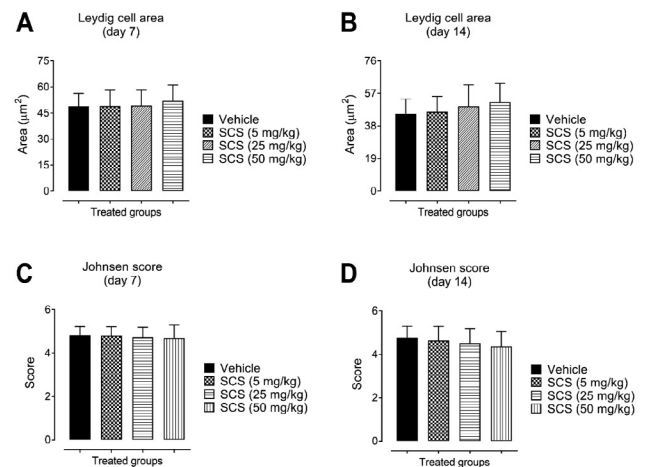 A
Leydig cell area
(day 7)
75
60
45
30
15
0
Area (µm²)
Treated groups
Vehicle
SCS (5 mg/kg)
SCS (25 mg/kg)
SCS (50 mg/kg)
B
Leydig cell area
(day 14)
76
57
38
19
0
Area (µm²)
Treated groups
Vehicle
SCS (5 mg/kg)
SCS (25 mg/kg)
SCS (50 mg/kg)
C
Johnsen score
(day 7)
6
4
2
0
Score
Treated groups
Vehicle
SCS (5 mg/kg)
SCS (25 mg/kg)
SCS (50 mg/kg)
D
Johnsen score
(day 14)
6
4
2
0
Score
Treated groups
Vehicle
SCS (5 mg/kg)
SCS (25 mg/kg)
SCS (50 mg/kg)